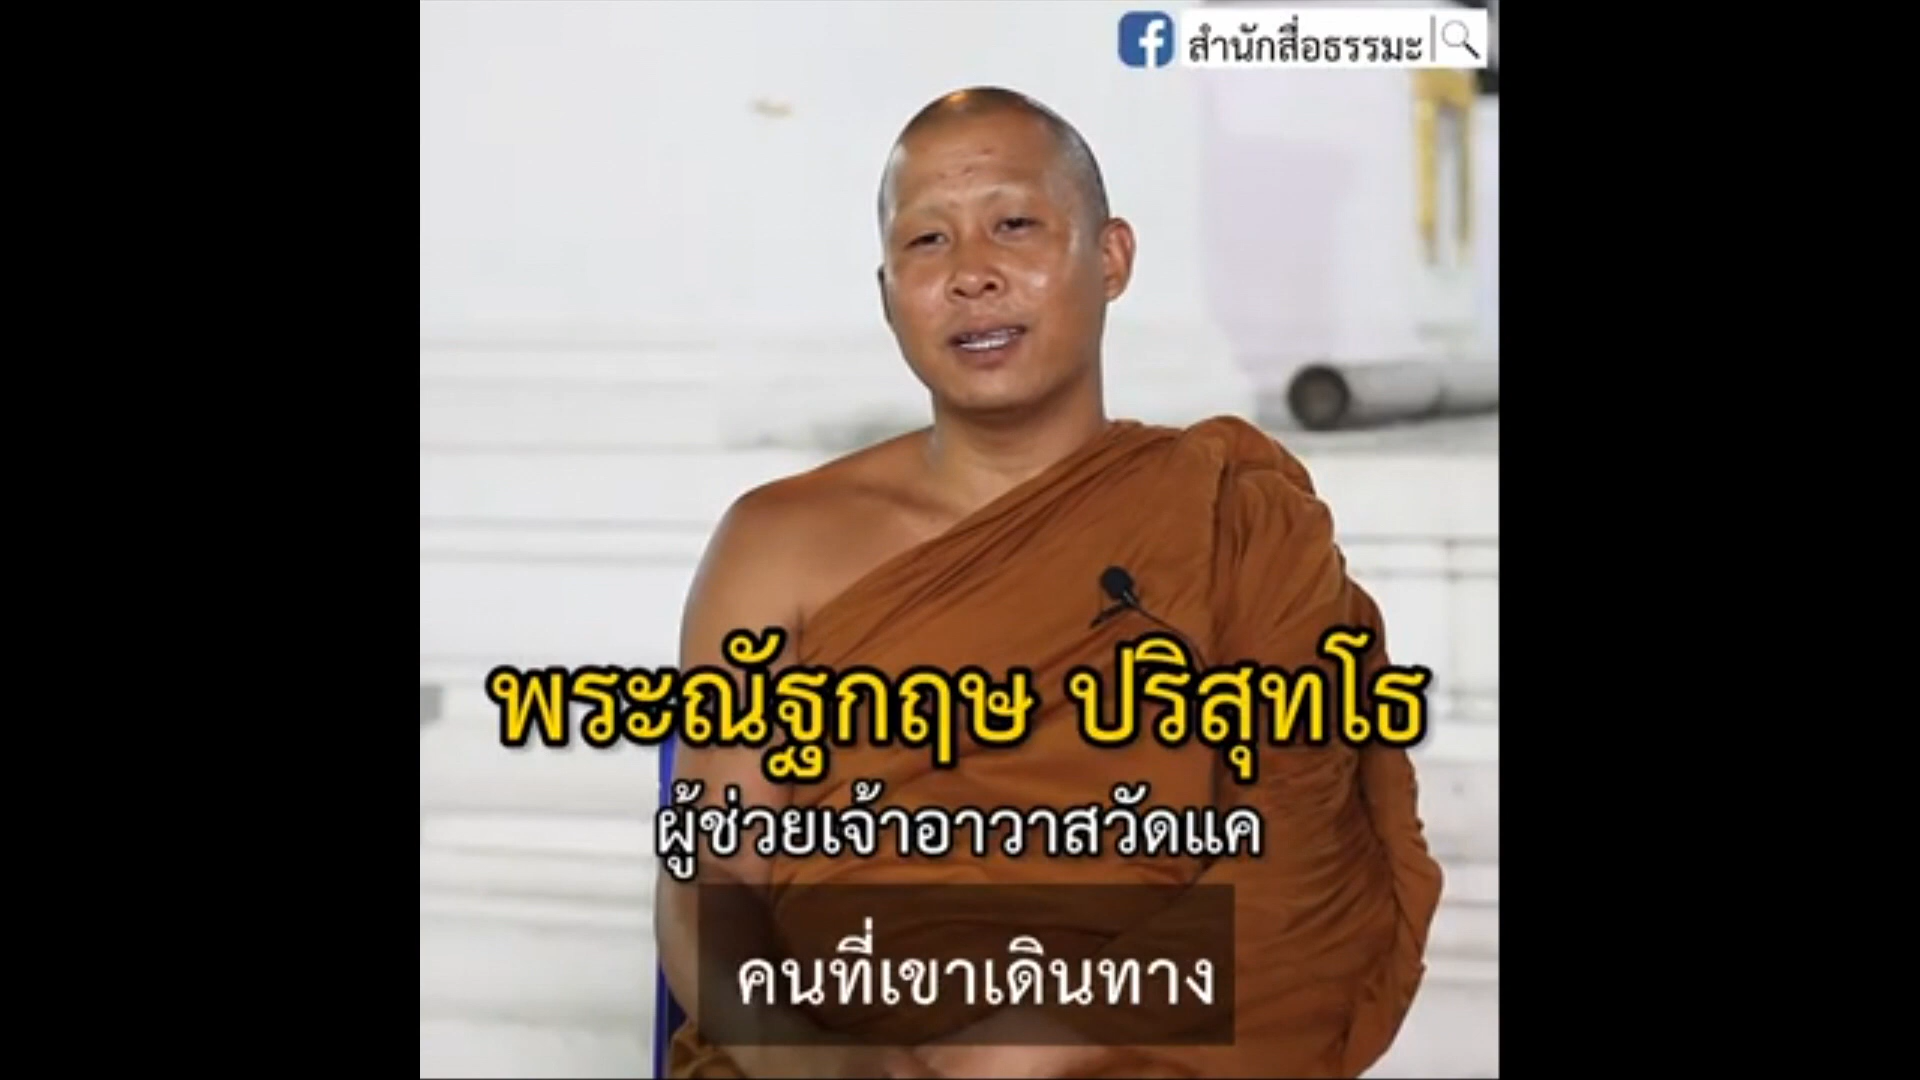 สำนักสื่อธรรมะ
พระณัฐกฤษ ปริสุทโธ
ผู้ช่วยเจ้าอาวาสวัดแค
คนที่เขาเดินทาง